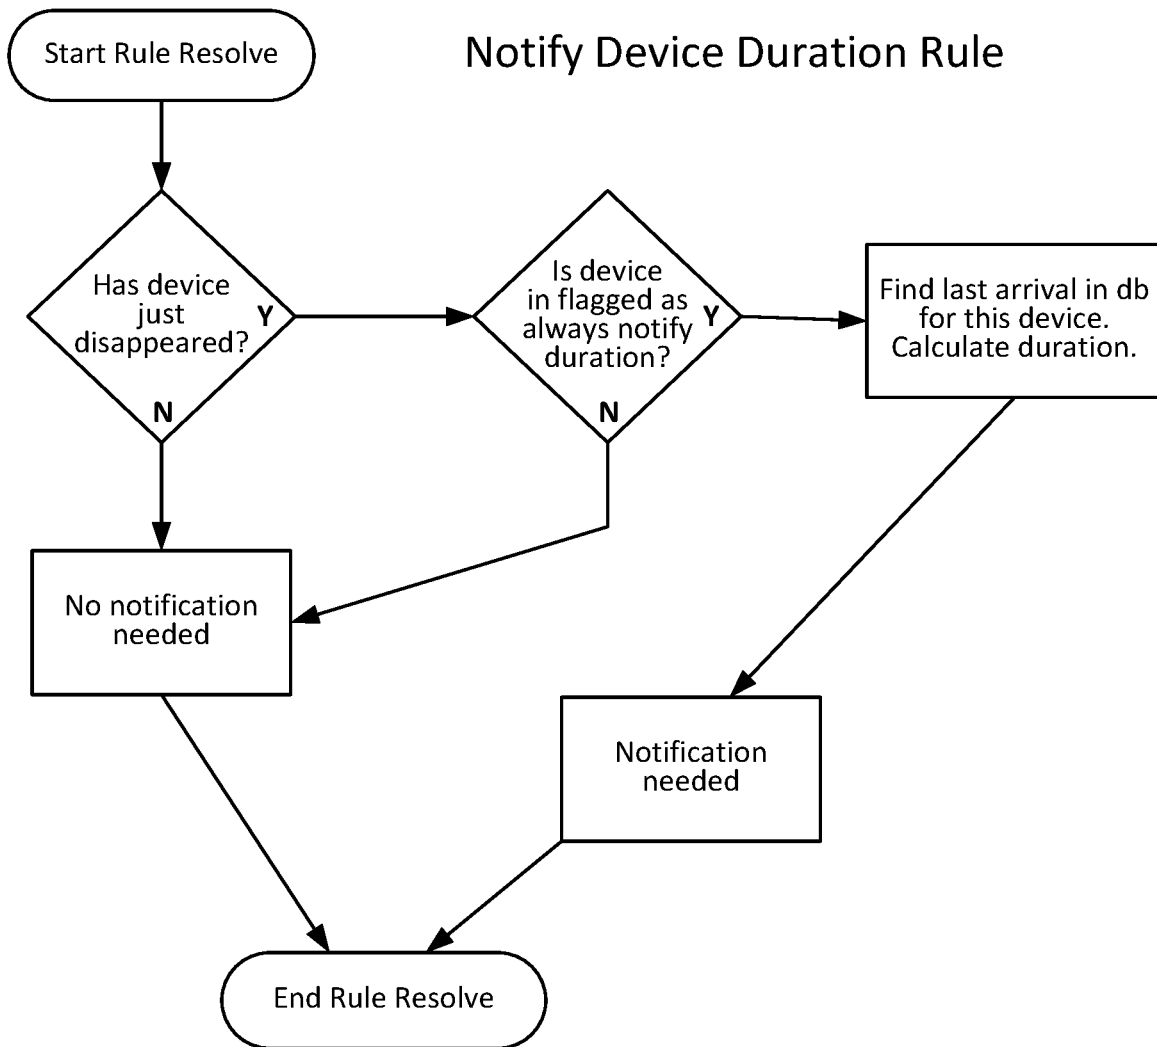 Start Rule Resolve
Notify Device Duration Rule
Has device
just
disappeared?
Y
N
Is device
in flagged as
always notify
duration?
Y
N
Find last arrival in db
for this device.
Calculate duration.
No notification
needed
Notification
needed
End Rule Resolve